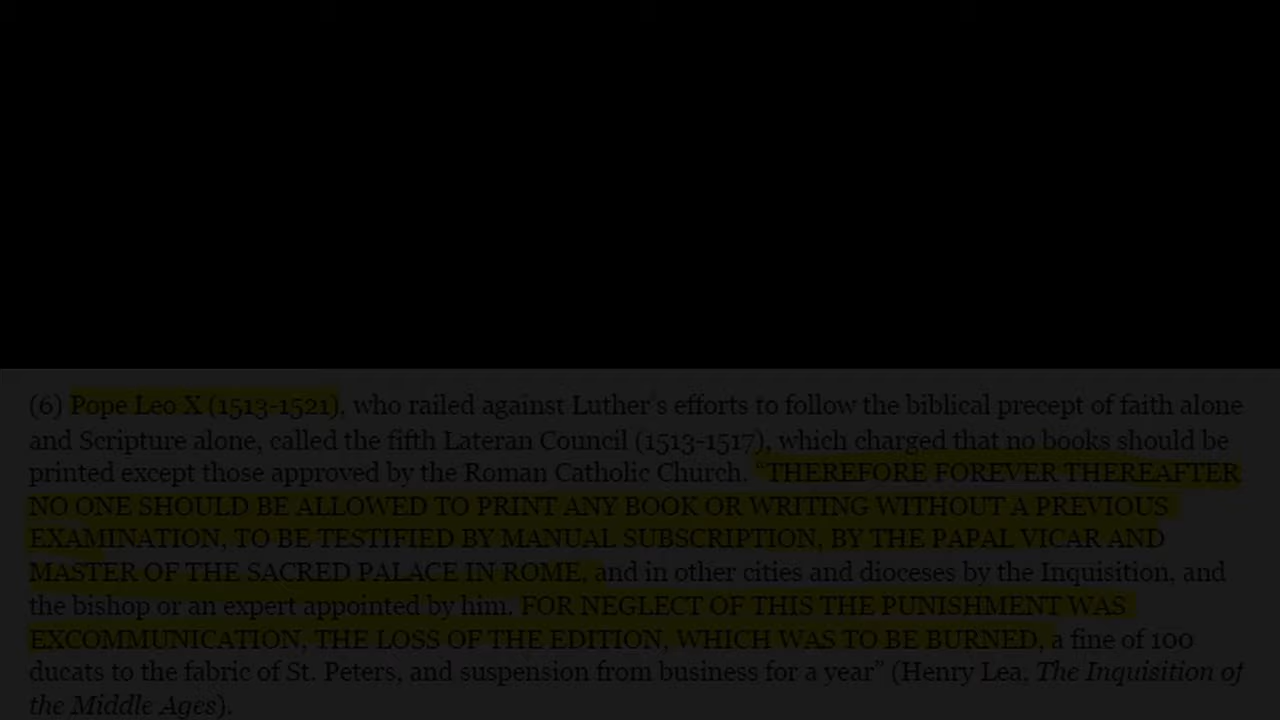 (6) Pope Leo X (1513-1521), who railed against Luther's efforts to follow the biblical precept of faith alone
and Scripture alone, called the fifth Lateran Council (1513-1517), which charged that no books should be
printed except those approved by the Roman Catholic Church. “THEREFORE FOREVER THEREAFTER
NO ONE SHOULD BE ALLOWED TO PRINT ANY BOOK OR WRITING WITHOUT A PREVIOUS
EXAMINATION, TO BE TESTIFIED BY MANUAL SUBSCRIPTION, BY THE PAPAL VICAR AND
MASTER OF THE SACRED PALACE IN ROME, and in other cities and dioceses by the Inquisition, and
the bishop or an expert appointed by him. FOR NEGLECT OF THIS THE PUNISHMENT WAS
EXCOMMUNICATION, THE LOSS OF THE EDITION, WHICH WAS TO BE BURNED, a fine of 100
ducats to the fabric of St. Peters, and suspension from business for a year” (Henry Lea, The Inquisition of
the Middle Ages).